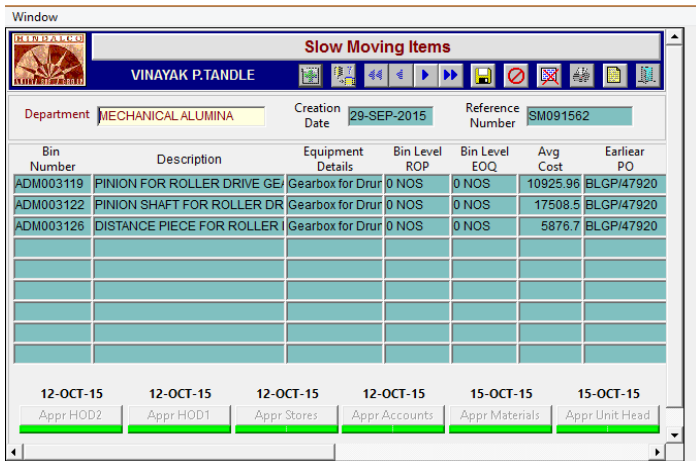 Window
HINDALCO
Slow Moving Items
VINAYAK P.TANDLE
Department MECHANICAL ALUMINA Creation Date 29-SEP-2015 Reference Number SM091562
Bin Number Description Equipment Details Bin Level ROP Bin Level EOQ Avg Cost Earliear PO
ADM003119 PINION FOR ROLLER DRIVE GEA Gearbox for Drur 0 NOS 0 NOS 10925.96 BLGP/47920
ADM003122 PINION SHAFT FOR ROLLER DR Gearbox for Drur 0 NOS 0 NOS 17508.5 BLGP/47920
ADM003126 DISTANCE PIECE FOR ROLLER Gearbox for Drur 0 NOS 0 NOS 5876.7 BLGP/47920
12-OCT-15 12-OCT-15 12-OCT-15 12-OCT-15 15-OCT-15 15-OCT-15
Appr HOD2 Appr HOD1 Appr Stores Appr Accounts Appr Materials Appr Unit Head